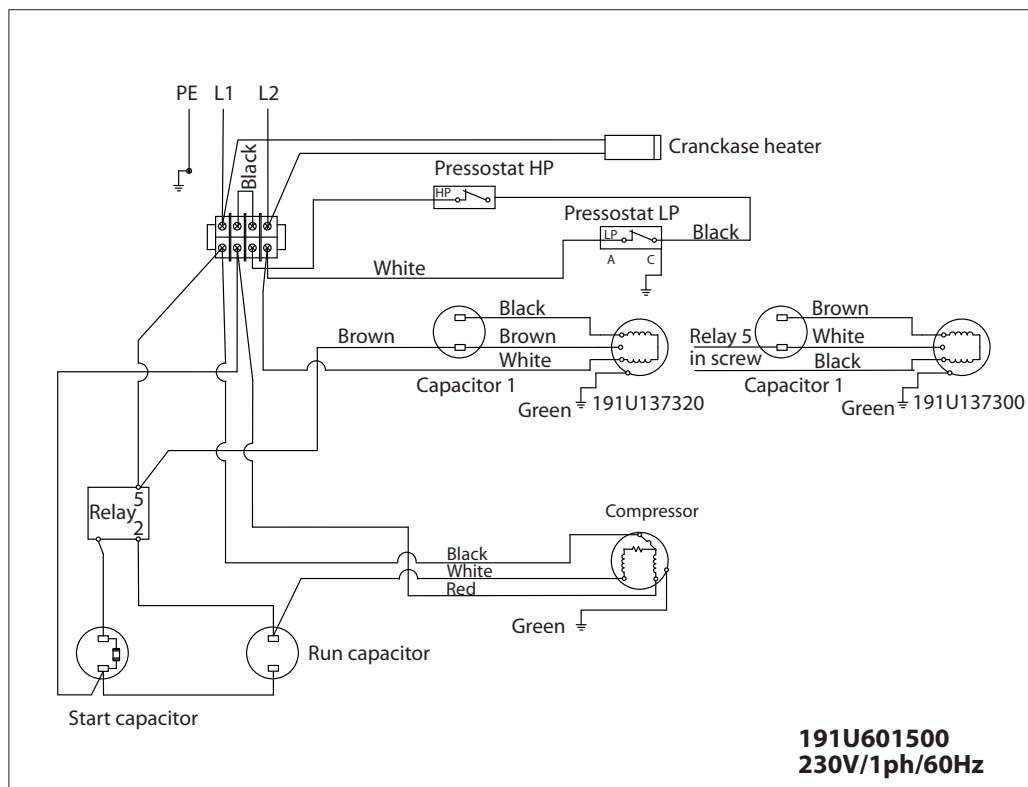 PE L1 L2
Black
Cranckase heater
Pressostat HP
HP
Pressostat LP
LP
Black
A C
White
Black
Brown
Brown
Brown
White
Relay 5
in screw
White
Black
Capacitor 1
Capacitor 1
Green
191U137320
Green
191U137300
5
Relay
2
Compressor
Black
White
Red
Green
Run capacitor
Start capacitor
191U601500
230V/1ph/60Hz